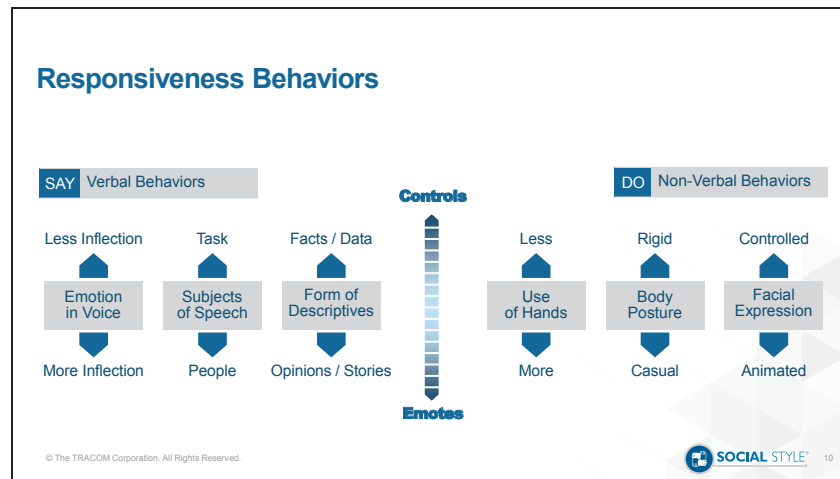 Responsiveness Behaviors
SAY Verbal Behaviors
DO Non-Verbal Behaviors
Controls
Less Inflection
Task
Facts / Data
Less
Rigid
Controlled
Emotion
in Voice
Subjects
of Speech
Form of
Descriptives
Use
of Hands
Body
Posture
Facial
Expression
More Inflection
People
Opinions / Stories
More
Casual
Animated
Emotes
© The TRACOM Corporation. All Rights Reserved.
SOCIAL STYLE®
10